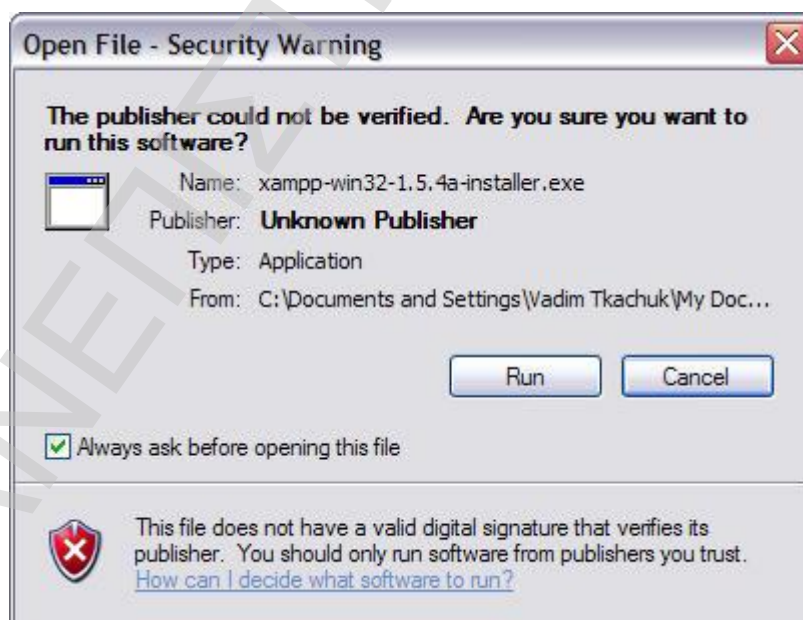 Open File - Security Warning
The publisher could not be verified. Are you sure you want to
run this software?
Name: xampp-win32-1.5.4a-installer.exe
Publisher: Unknown Publisher
Type: Application
From: C:\Documents and Settings\Vadim Tkachuk\My Doc...
Run Cancel
Always ask before opening this file
This file does not have a valid digital signature that verifies its
publisher. You should only run software from publishers you trust.
How can I decide what software to run?